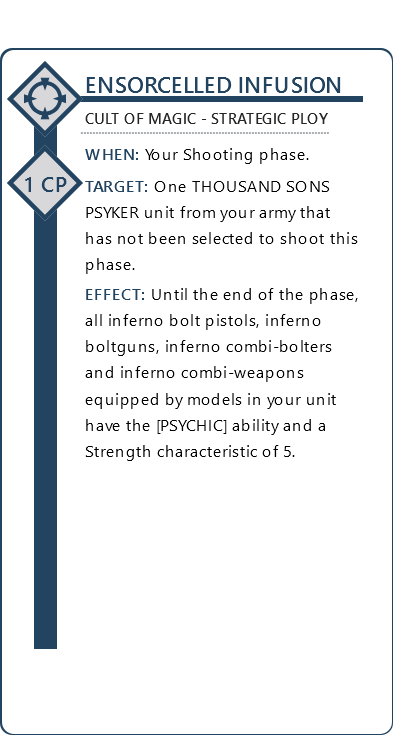 ENSORCELLED INFUSION
CULT OF MAGIC - STRATEGIC PLOY
WHEN: Your Shooting phase.
1 CP
TARGET: One THOUSAND SONS
PSYKER unit from your army that
has not been selected to shoot this
phase.
EFFECT: Until the end of the phase,
all inferno bolt pistols, inferno
boltguns, inferno combi-bolters
and inferno combi-weapons
equipped by models in your unit
have the [PSYCHIC] ability and a
Strength characteristic of 5.